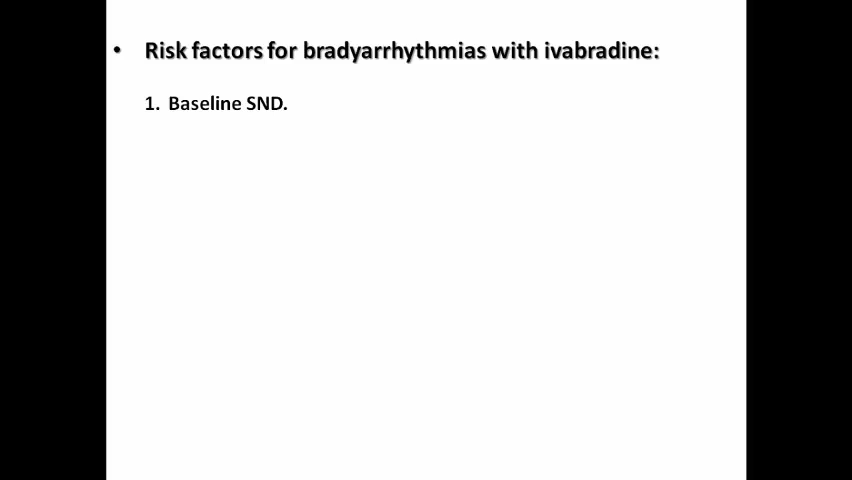 • Risk factors for bradyarrhythmias with ivabradine:
1. Baseline SND.